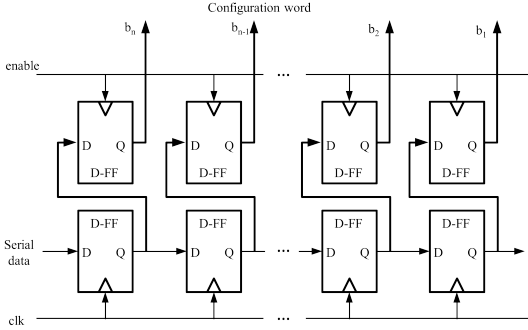 Configuration word
bn bn-1 b2 b1
enable
...
D Q D Q D Q D Q
D-FF D-FF D-FF D-FF
D-FF D-FF D-FF D-FF
Serial
data
D Q D Q ... D Q D Q
clk
...